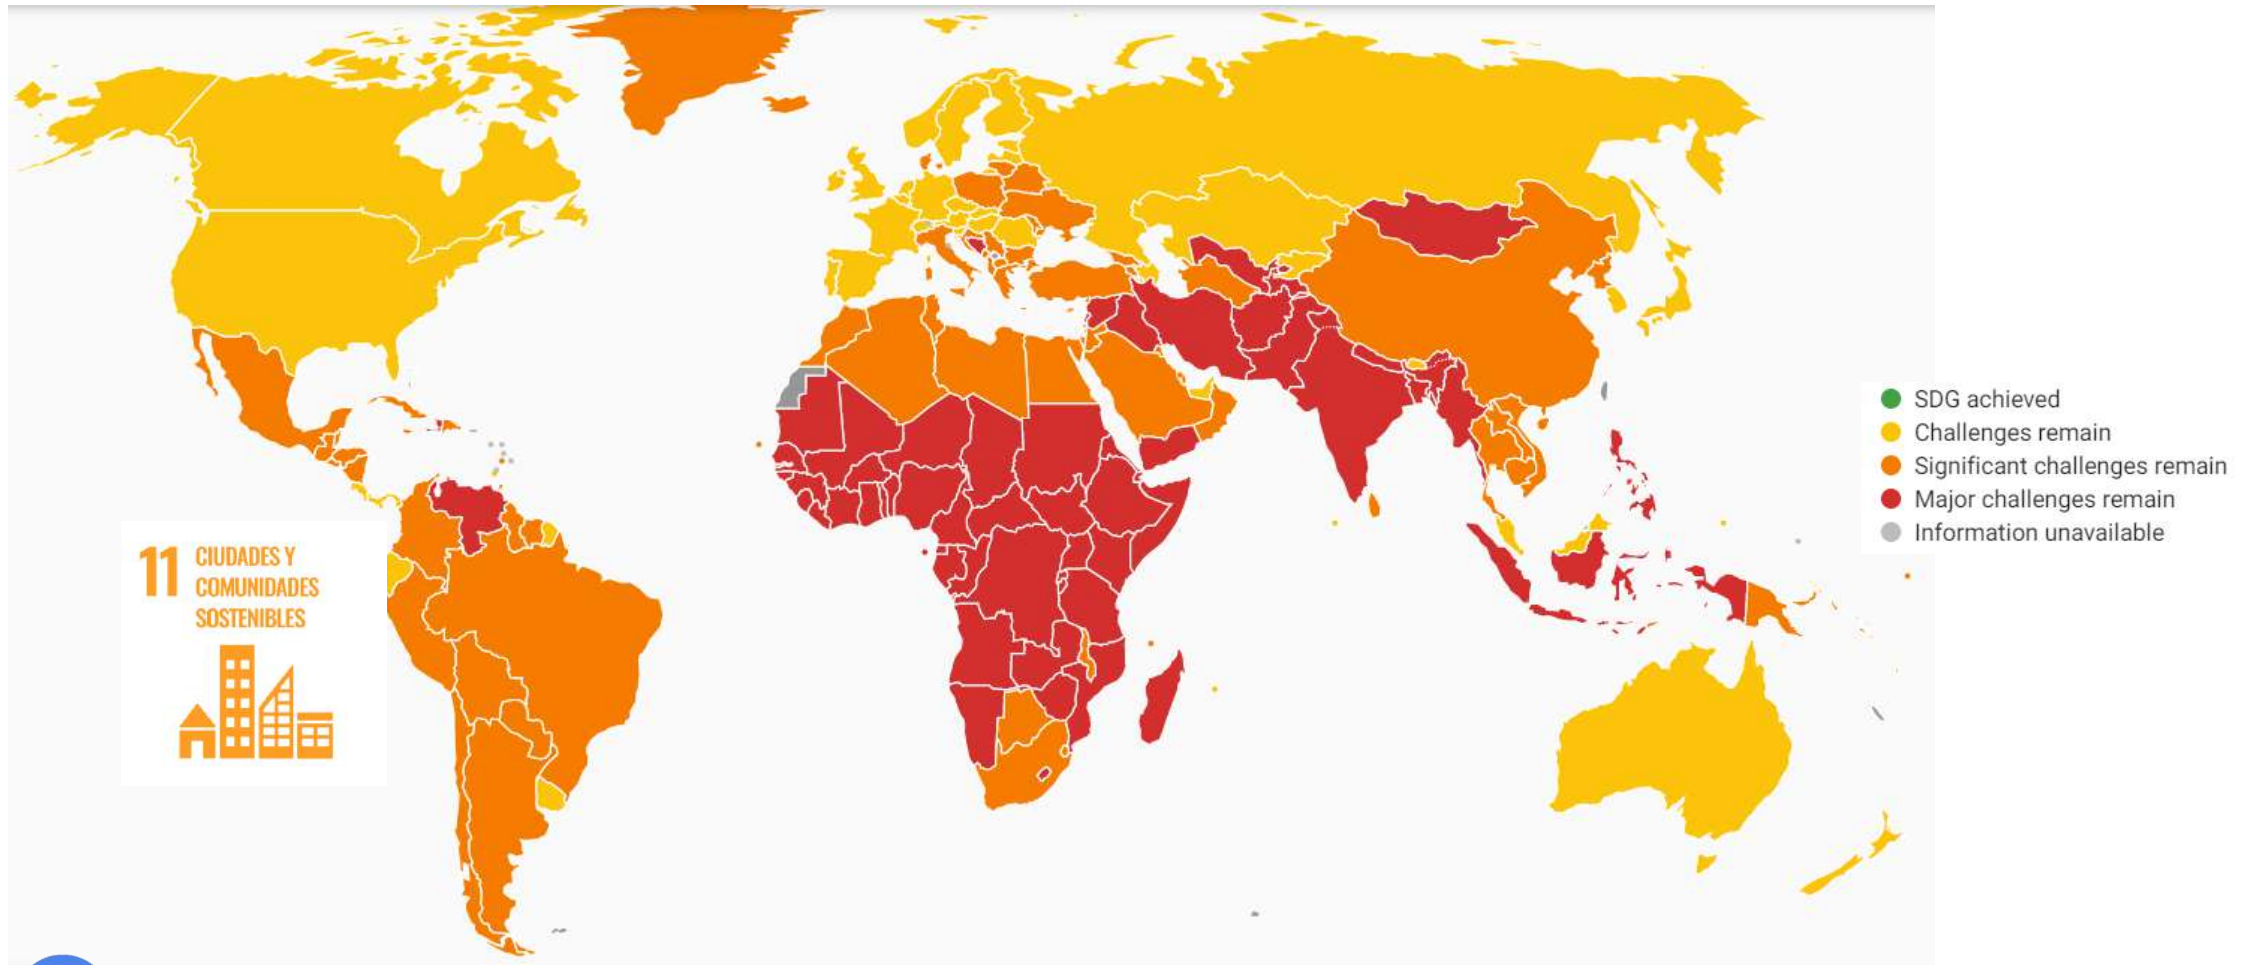 11 CIUDADES Y
COMUNIDADES
SOSTENIBLES
SDG achieved
Challenges remain
Significant challenges remain
Major challenges remain
Information unavailable